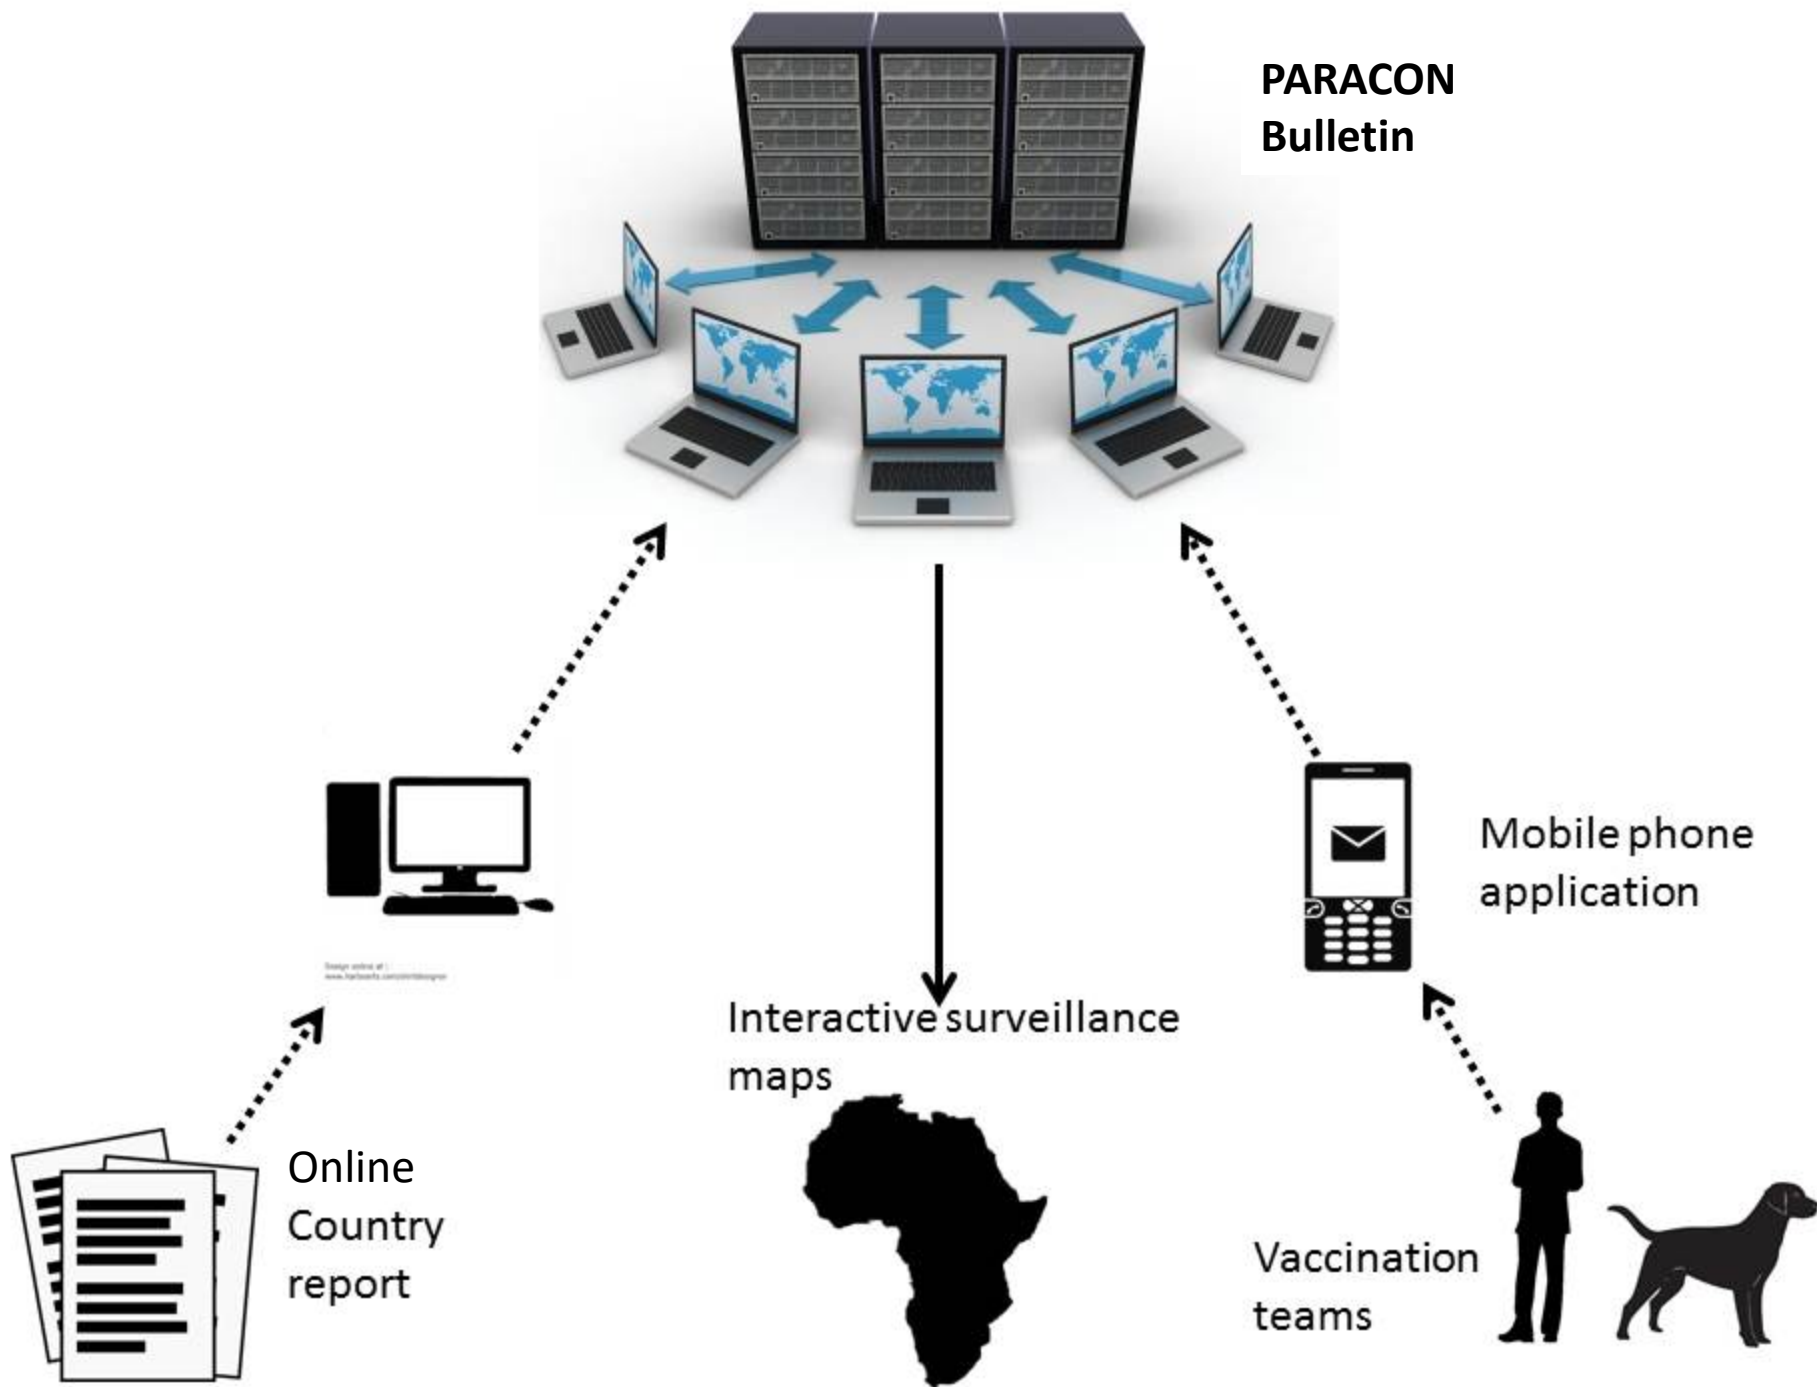 PARACON
Bulletin
Mobile phone
application
Interactive surveillance
maps
Online
Country
report
Vaccination
teams